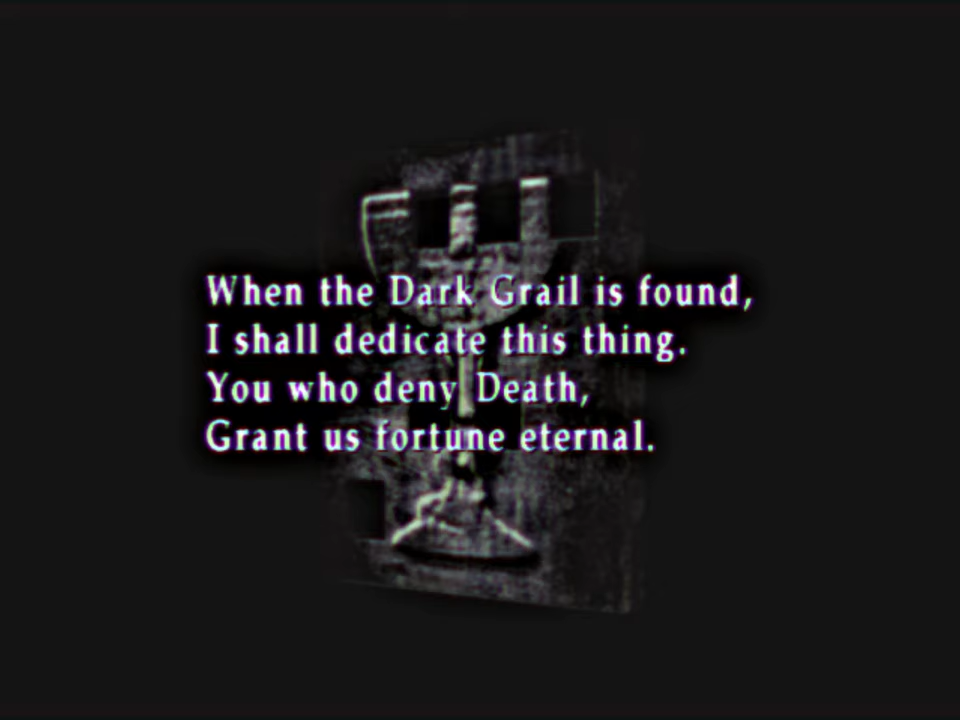 When the Dark Grail is found,
I shall dedicate this thing.
You who deny Death,
Grant us fortune eternal.